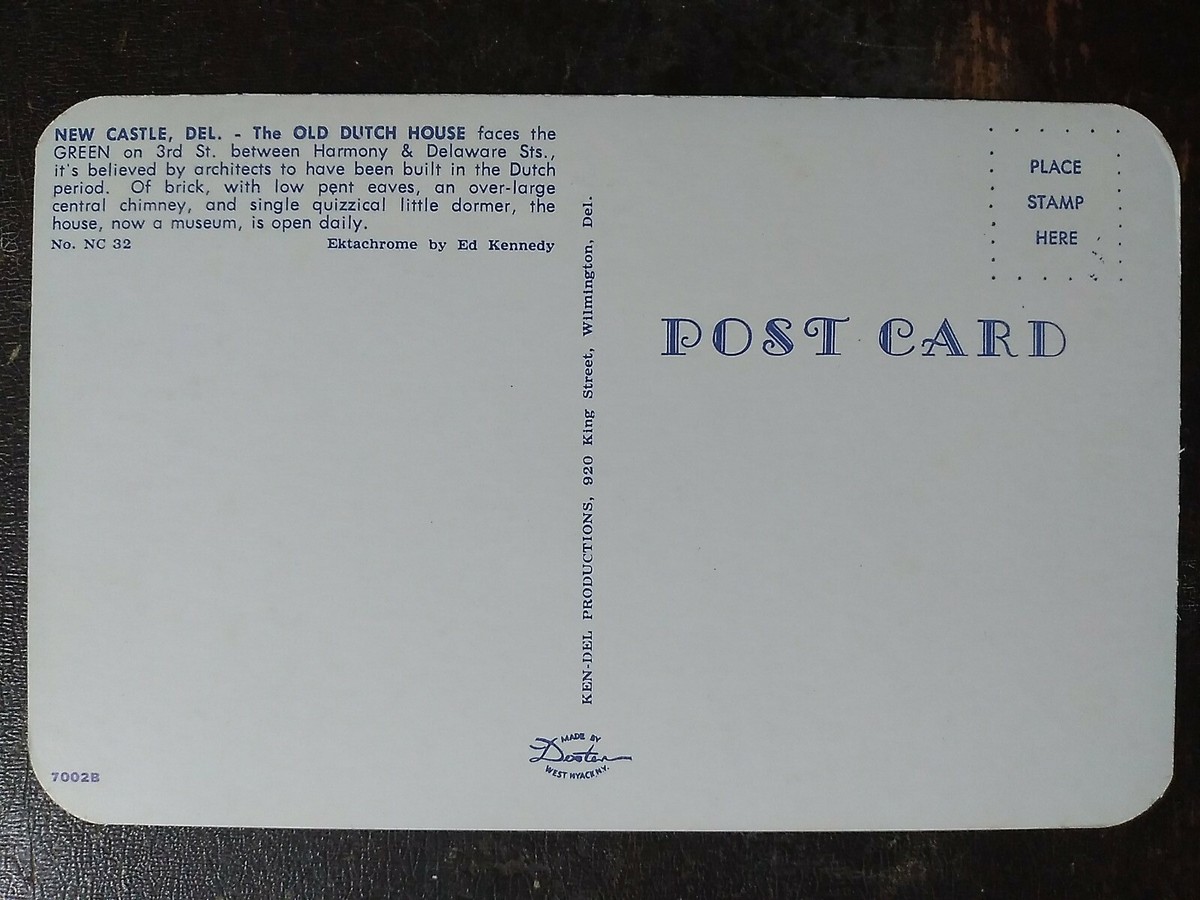 NEW CASTLE, DEL. - The OLD DUTCH HOUSE faces the
GREEN on 3rd St. between Harmony & Delaware Sts.,
it's believed by architects to have been built in the Dutch
period. Of brick, with low pent eaves, an over-large
central chimney, and single quizzical little dormer, the
house, now a museum, is open daily.
No. NC 32 Ektachrome by Ed Kennedy
KEN-DEL PRODUCTIONS, 920 King Street, Wilmington, Del.
PLACE
STAMP
HERE
POST CARD
MADE BY
Dexter
WEST NYACK N.Y.
7002B